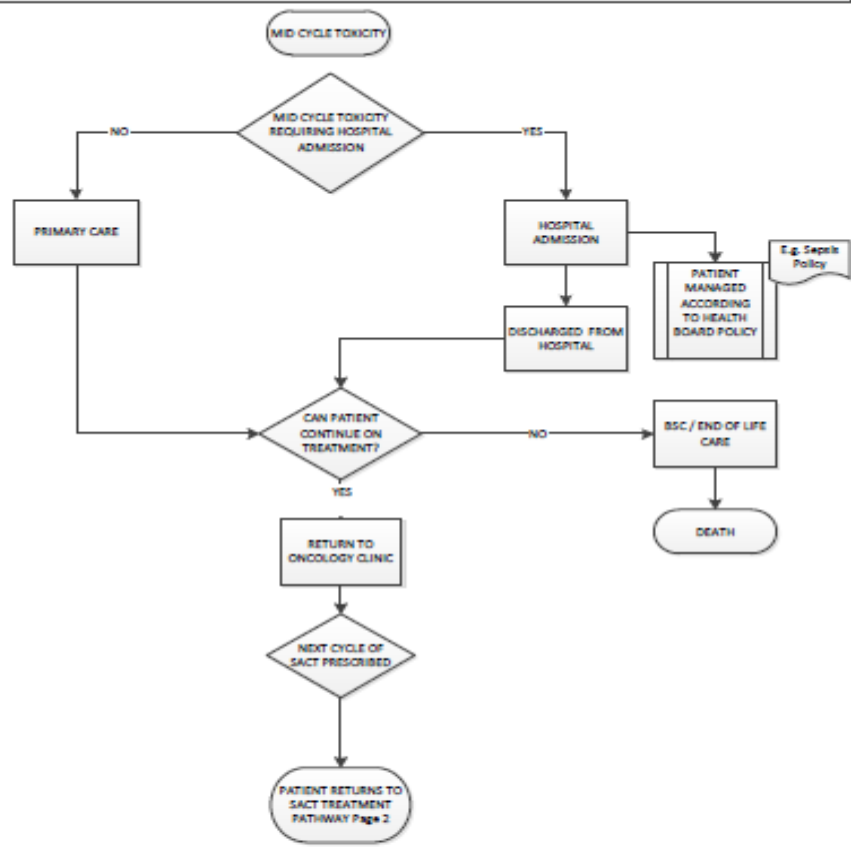 MID CYCLE TOXICITY
MID CYCLE TOXICITY
REQUIRING HOSPITAL
ADMISSION
NO
YES
PRIMARY CARE
HOSPITAL
ADMISSION
E.g. Sepsis
Policy
PATIENT
MANAGED
ACCORDING
TO HEALTH
BOARD POLICY
DISCHARGED FROM
HOSPITAL
CAN PATIENT
CONTINUE ON
TREATMENT?
NO
BSC / END OF LIFE
CARE
YES
DEATH
RETURN TO
ONCOLOGY CLINIC
NEXT CYCLE OF
SACT PRESCRIBED
PATIENT RETURNS TO
SACT TREATMENT
PATHWAY Page 2